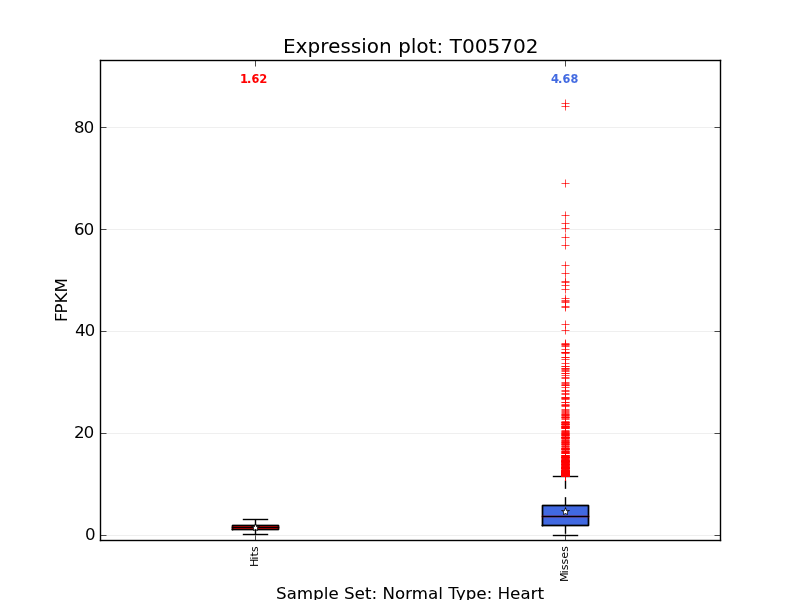 Expression plot: T005702
1.62
4.68
80
60
40
20
0
FPKM
Hits
Misses
Sample Set: Normal Type: Heart